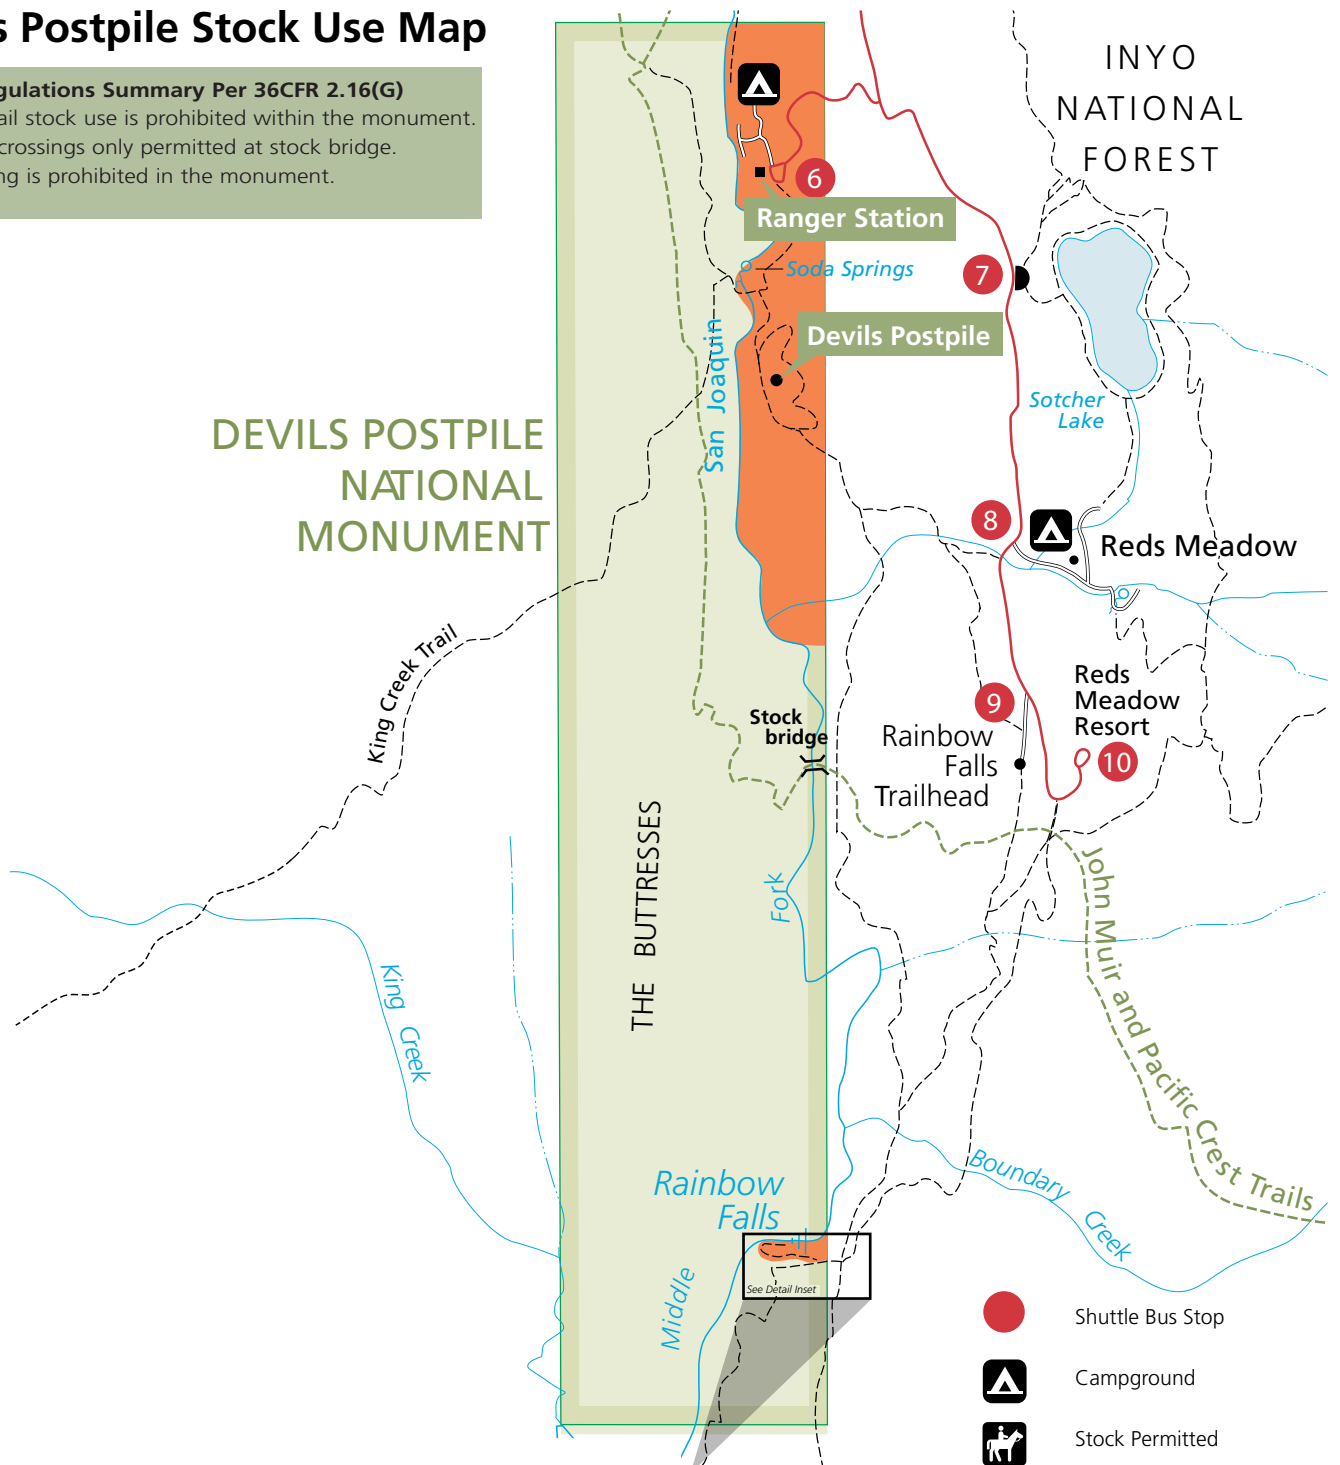 s Postpile Stock Use Map
gulations Summary Per 36CFR 2.16(G)
ail stock use is prohibited within the monument.
crossings only permitted at stock bridge.
ng is prohibited in the monument.
INYO
NATIONAL
FOREST
6
Ranger Station
Soda Springs
7
Devils Postpile
San Joaquin
Sotcher
Lake
DEVILS POSTPILE
NATIONAL
MONUMENT
8
Reds Meadow
King Creek Trail
Stock
bridge
9
Rainbow
Falls
Trailhead
Reds
Meadow
Resort
10
THE BUTTRESSES
Fork
King Creek
John Muir and Pacific Crest Trails
Boundary Creek
Rainbow
Falls
Middle
See Detail Inset
Shuttle Bus Stop
Campground
Stock Permitted